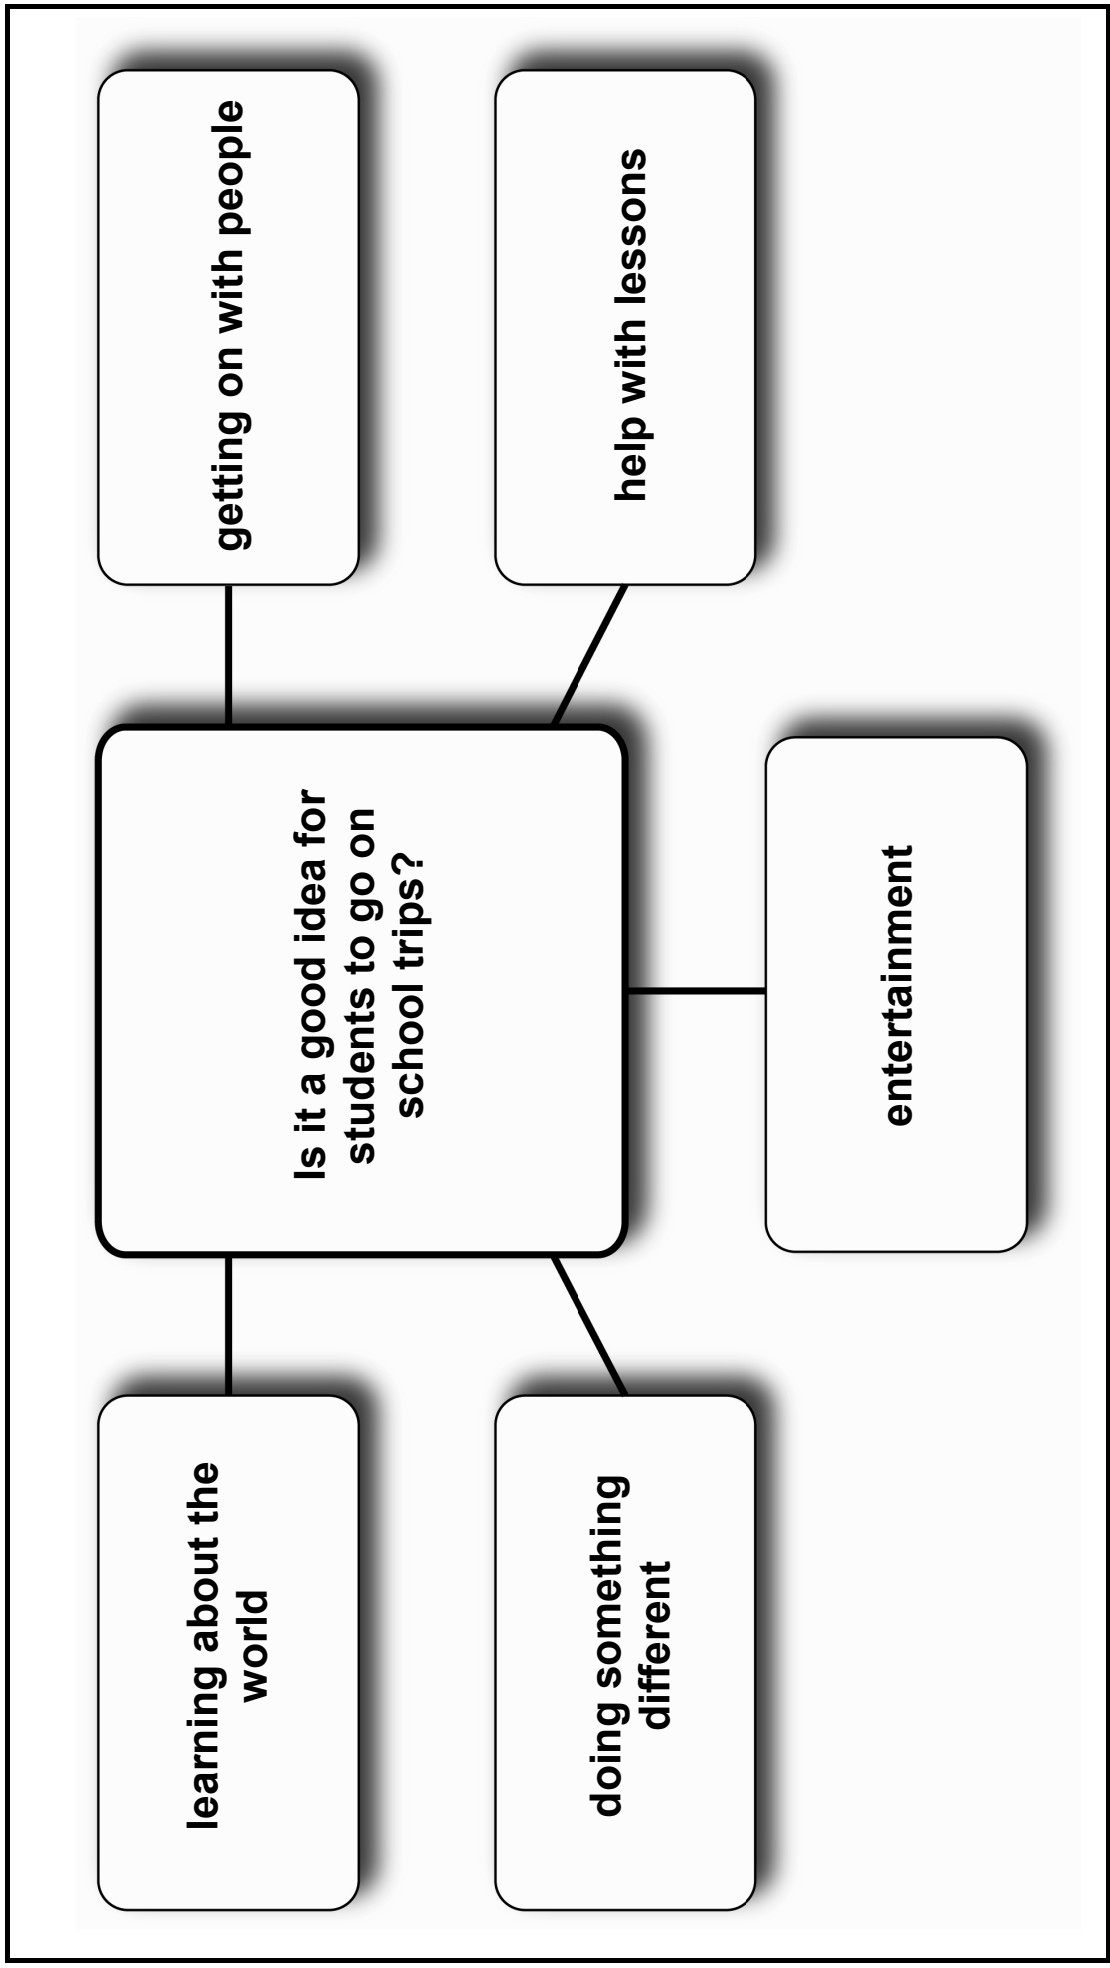 learning about the
world
Is it a good idea for
students to go on
school trips?
getting on with people
doing something
different
help with lessons
entertainment